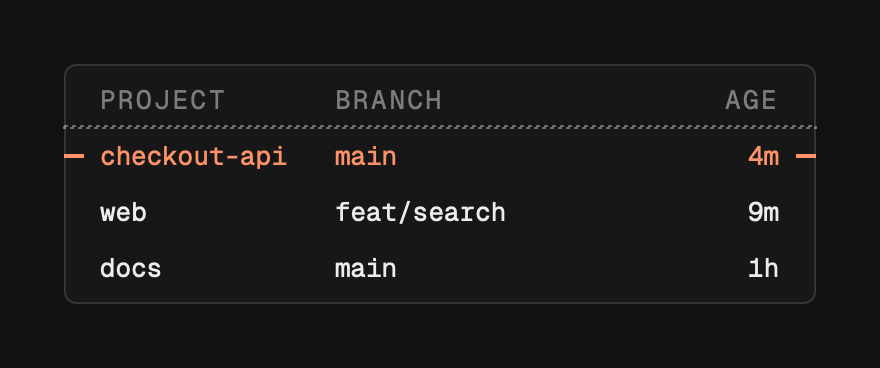 PROJECT BRANCH AGE
checkout-api main 4m
web feat/search 9m
docs main 1h